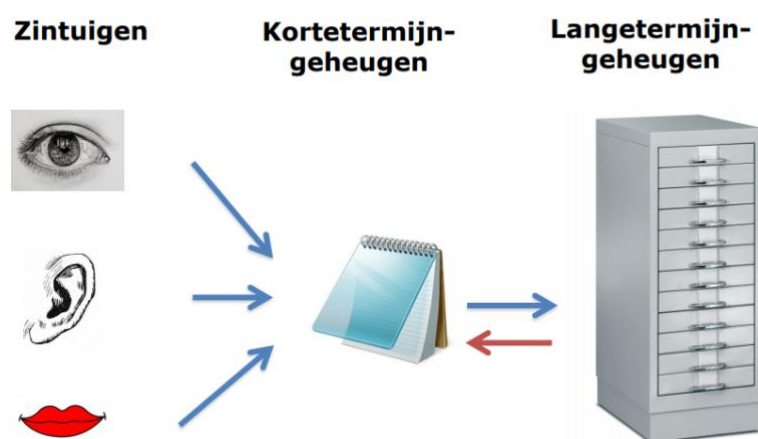 Zintuigen
Kortetermijn-
geheugen
Langetermijn-
geheugen